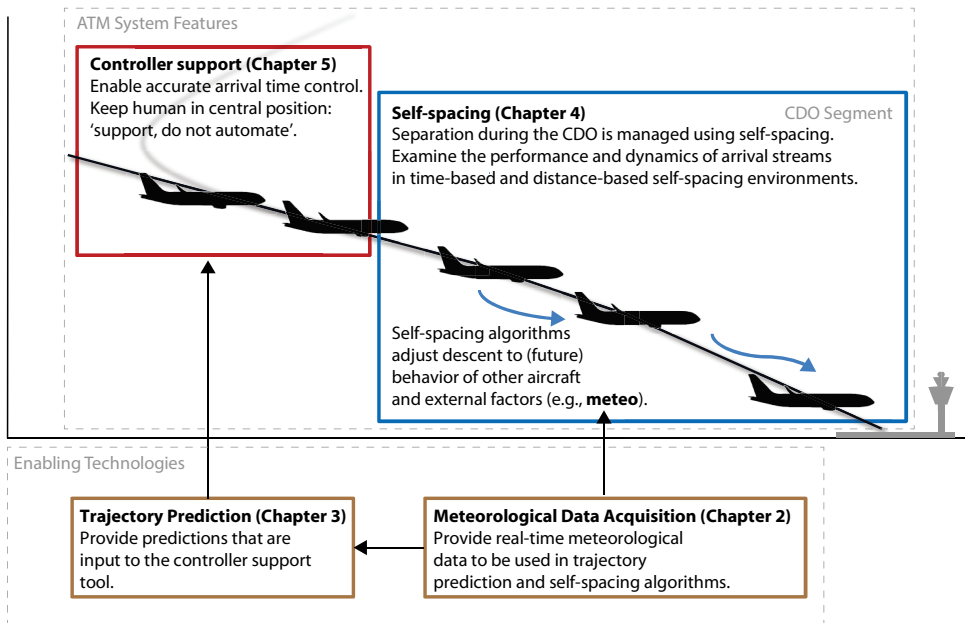 ATM System Features
Controller support (Chapter 5)
Enable accurate arrival time control.
Keep human in central position:
‘support, do not automate’.
Self-spacing (Chapter 4)
CDO Segment
Separation during the CDO is managed using self-spacing.
Examine the performance and dynamics of arrival streams
in time-based and distance-based self-spacing environments.
Self-spacing algorithms
adjust descent to (future)
behavior of other aircraft
and external factors (e.g., meteo).
Enabling Technologies
Trajectory Prediction (Chapter 3)
Provide predictions that are
input to the controller support
tool.
Meteorological Data Acquisition (Chapter 2)
Provide real-time meteorological
data to be used in trajectory
prediction and self-spacing algorithms.